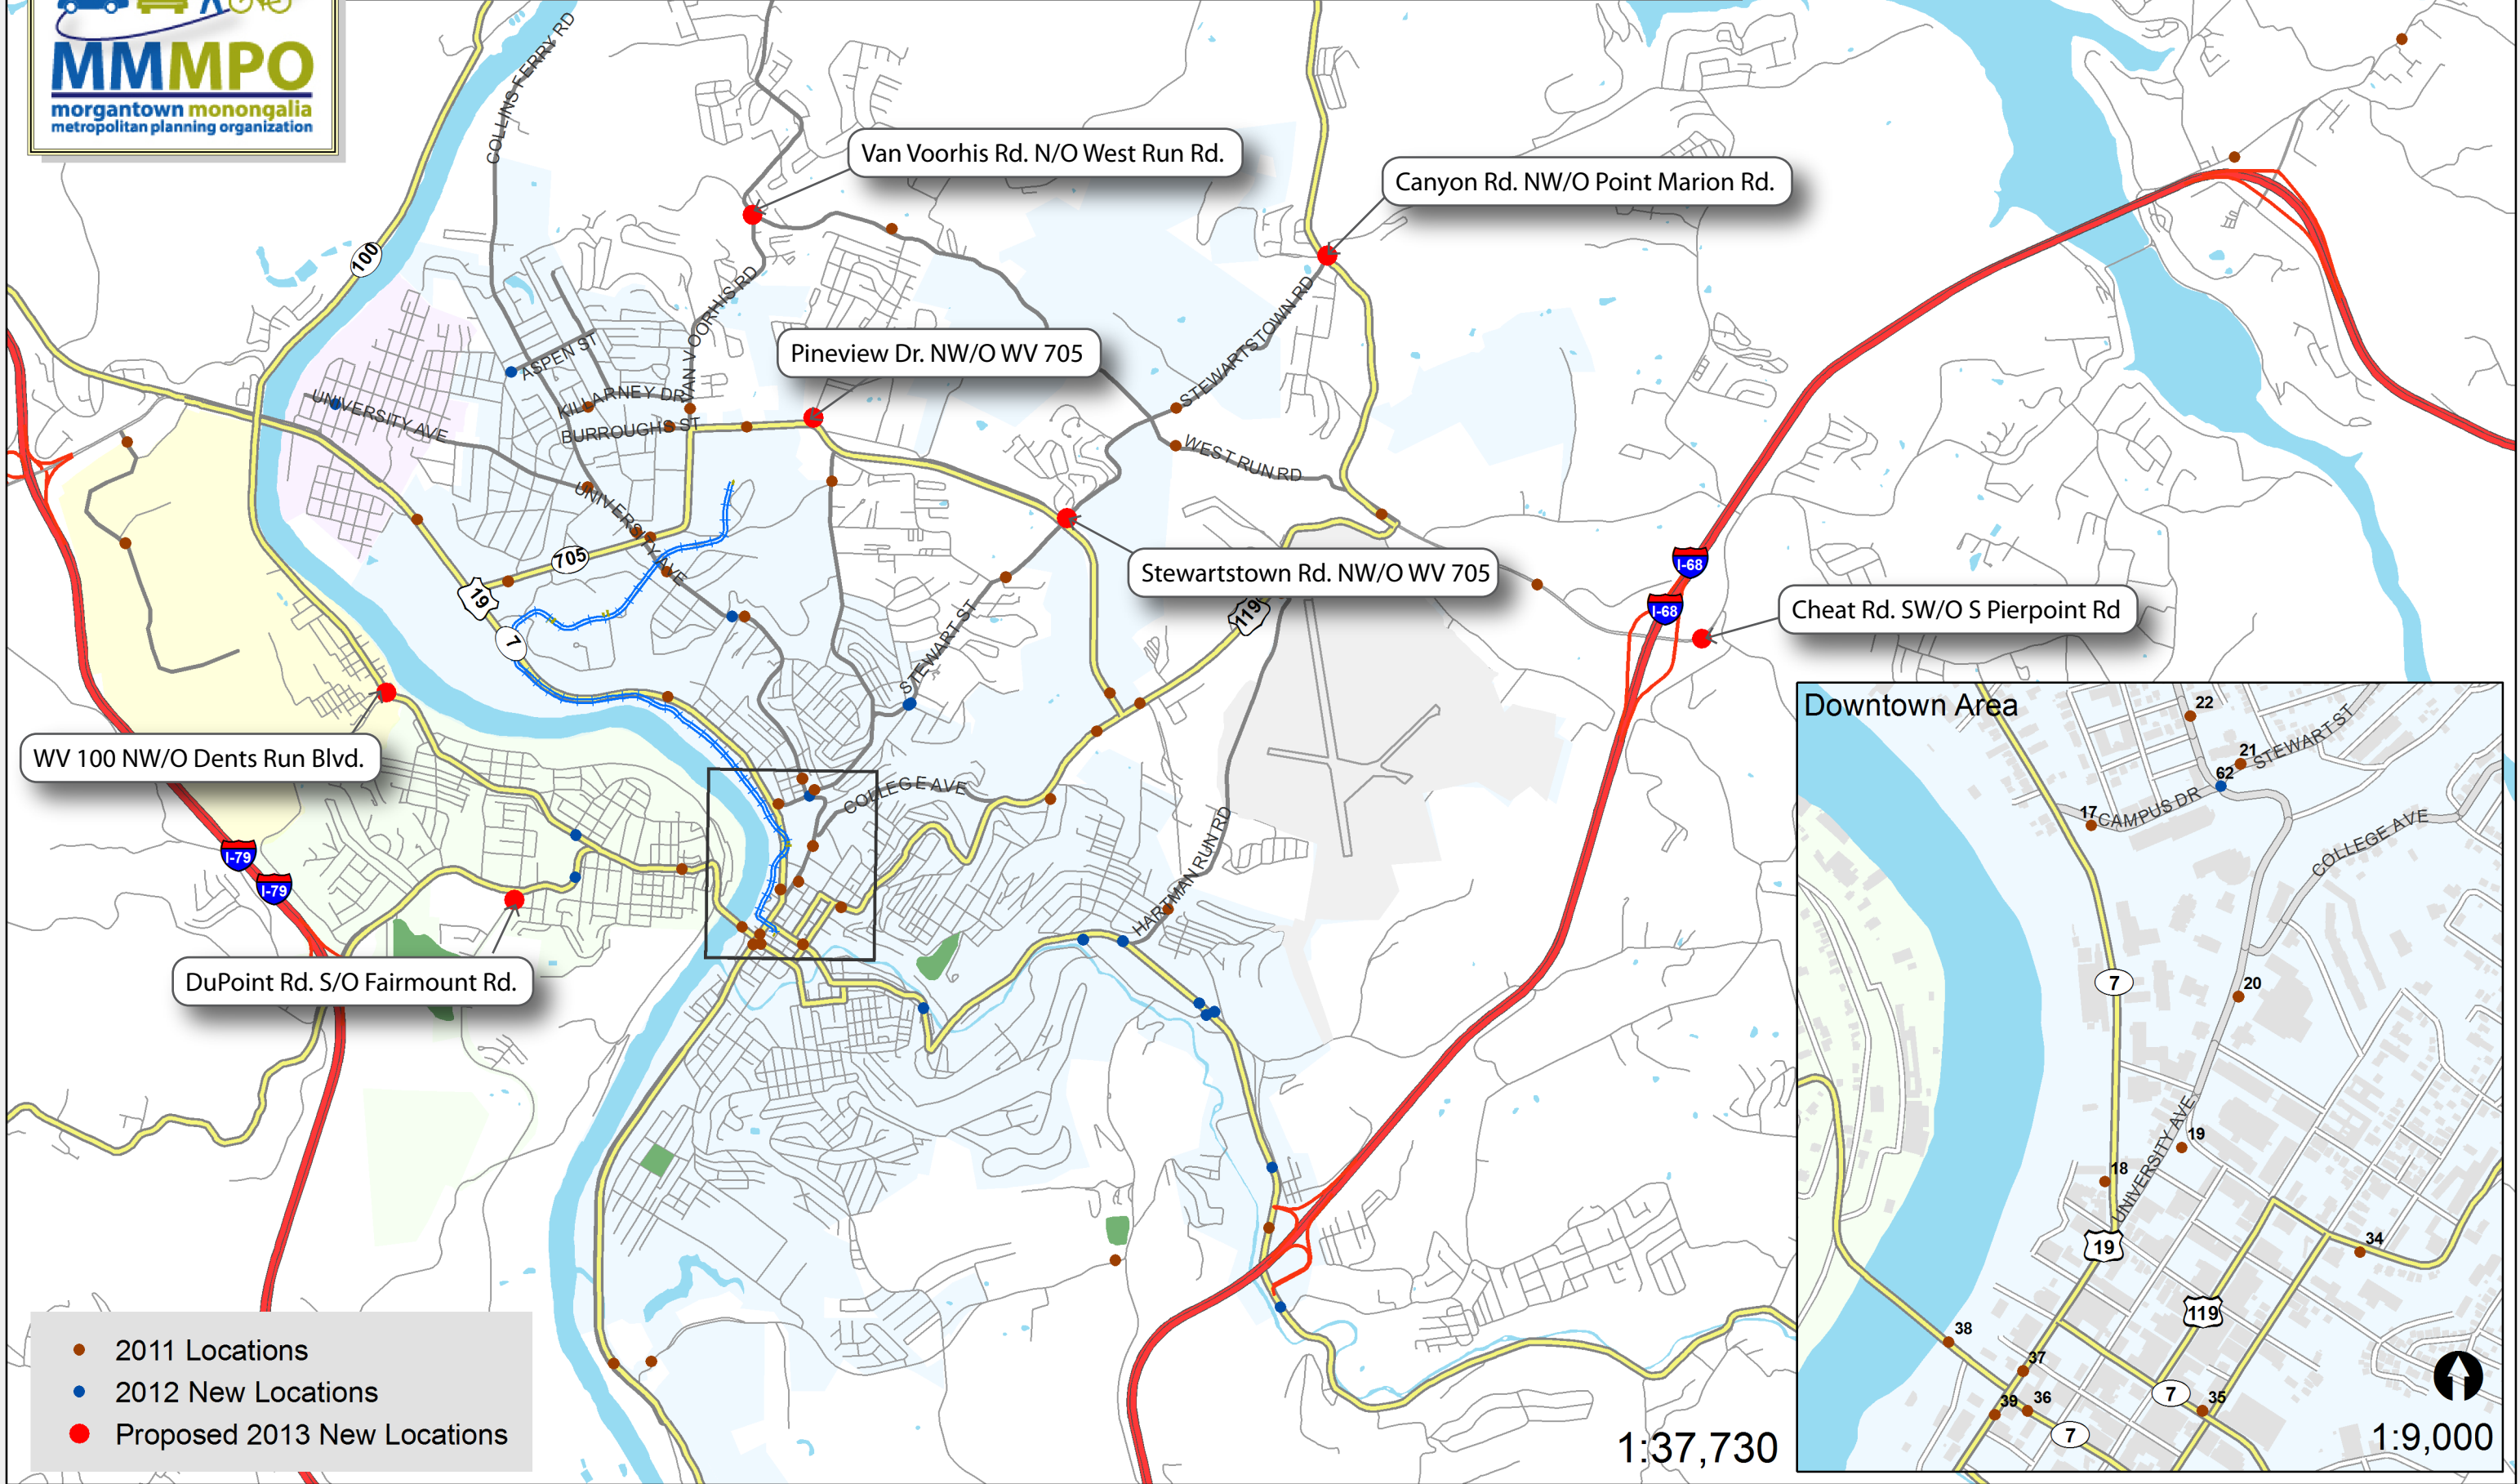 MMMPO
morgantown monongalia
metropolitan planning organization
COLLINS FERRY RD
Van Voorhis Rd. N/O West Run Rd.
Canyon Rd. NW/O Point Marion Rd.
100
VAN VOORHIS RD
STEWARTSTOWN RD
Pineview Dr. NW/O WV 705
ASPEN ST
KILLARNEY DR
UNIVERSITY AVE
BURROUGHS ST
WEST RUN RD
UNIVERSITY AVE
705
19
7
Stewartstown Rd. NW/O WV 705
119
I-68
I-68
Cheat Rd. SW/O S Pierpoint Rd
STEWART ST
WV 100 NW/O Dents Run Blvd.
COLLEGE AVE
I-79
I-79
HARTMAN RUN RD
DuPoint Rd. S/O Fairmount Rd.
2011 Locations
2012 New Locations
Proposed 2013 New Locations
1:37,730
Downtown Area
22
21
STEWART ST
62
17
CAMPUS DR
COLLEGE AVE
7
20
UNIVERSITY AVE
19
18
19
34
119
38
37
39
36
7
35
7
1:9,000